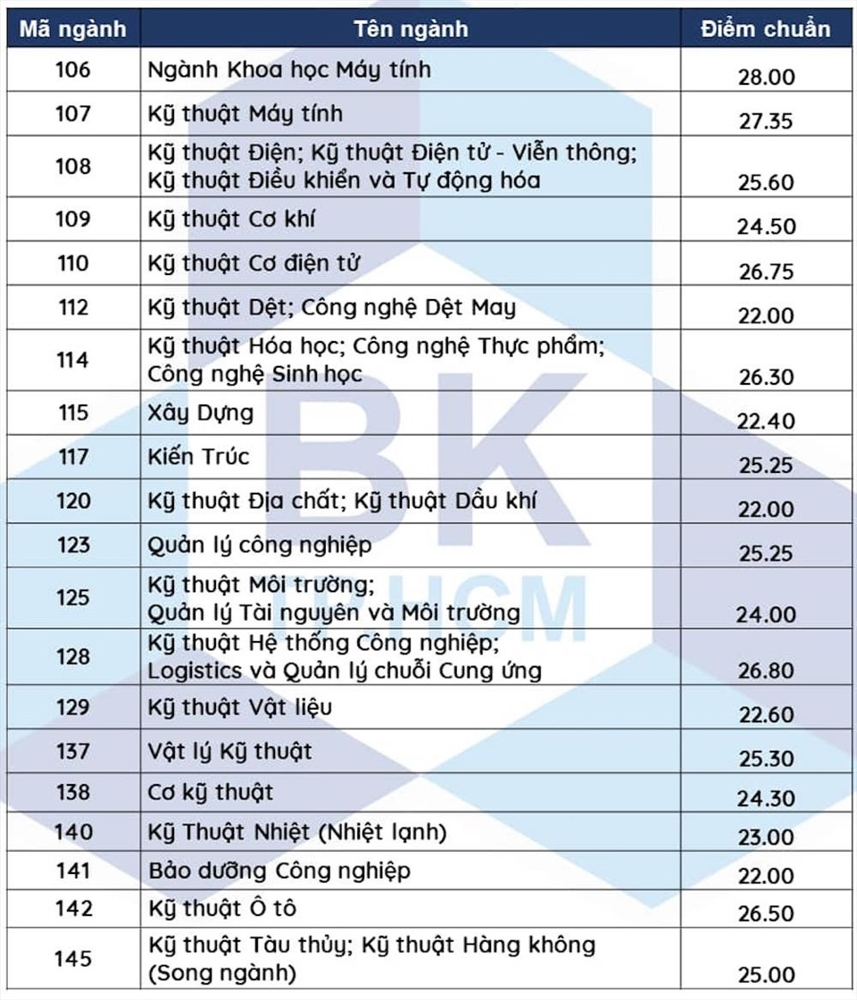 Mã ngành Tên ngành Điểm chuẩn
106 Ngành Khoa học Máy tính 28.00
107 Kỹ thuật Máy tính 27.35
108 Kỹ thuật Điện; Kỹ thuật Điện tử - Viễn thông;
Kỹ thuật Điều khiển và Tự động hóa 25.60
109 Kỹ thuật Cơ khí 24.50
110 Kỹ thuật Cơ điện tử 26.75
112 Kỹ thuật Dệt; Công nghệ Dệt May 22.00
114 Kỹ thuật Hóa học; Công nghệ Thực phẩm;
Công nghệ Sinh học 26.30
115 Xây Dựng 22.40
117 Kiến Trúc 25.25
120 Kỹ thuật Địa chất; Kỹ thuật Dầu khí 22.00
123 Quản lý công nghiệp 25.25
125 Kỹ thuật Môi trường;
Quản lý Tài nguyên và Môi trường 24.00
128 Kỹ thuật Hệ thống Công nghiệp;
Logistics và Quản lý chuỗi Cung ứng 26.80
129 Kỹ thuật Vật liệu 22.60
137 Vật lý Kỹ thuật 25.30
138 Cơ kỹ thuật 24.30
140 Kỹ Thuật Nhiệt (Nhiệt lạnh) 23.00
141 Bảo dưỡng Công nghiệp 22.00
142 Kỹ thuật Ô tô 26.50
145 Kỹ thuật Tàu thủy; Kỹ thuật Hàng không
(Song ngành) 25.00
BK
TP.HCM